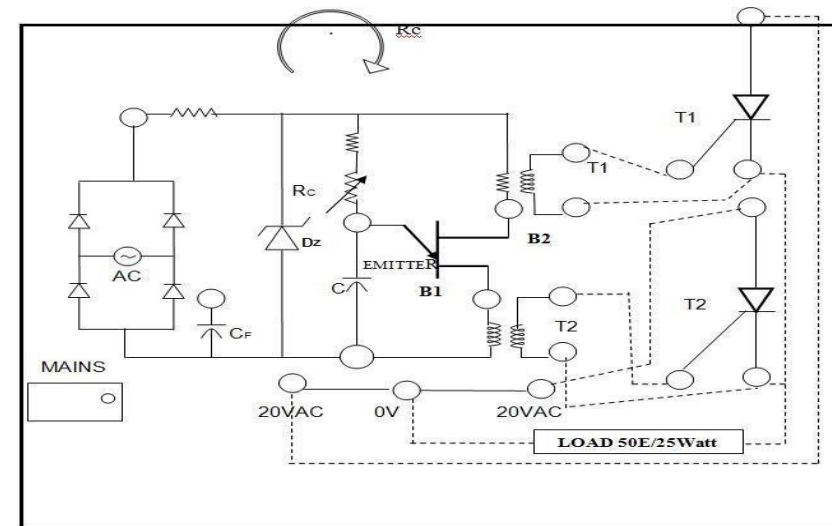 Rc
T1
T1
Rc
Dz
B2
AC
EMITTER
C
B1
T2
T2
CF
MAINS
20VAC 0V 20VAC
LOAD 50E/25Watt